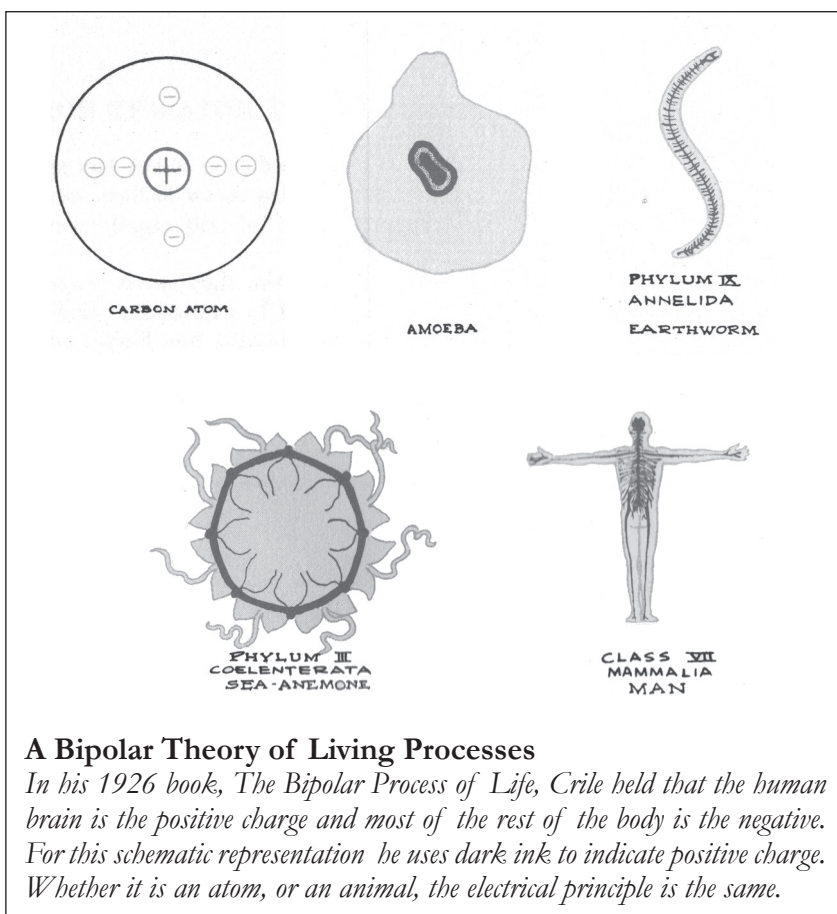 CARBON ATOM
AMOEBA
PHYLUM IX
ANNELIDA
EARTHWORM
PHYLUM III
COELENTERATA
SEA-ANEMONE
CLASS VII
MAMMALIA
MAN
A Bipolar Theory of Living Processes
In his 1926 book, The Bipolar Process of Life, Crile held that the human
brain is the positive charge and most of the rest of the body is the negative.
For this schematic representation he uses dark ink to indicate positive charge.
Whether it is an atom, or an animal, the electrical principle is the same.